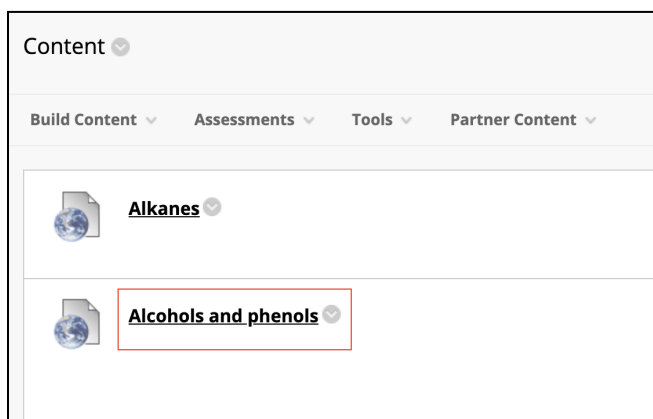 Content
Build Content Assessments Tools Partner Content
Alkanes
Alcohols and phenols